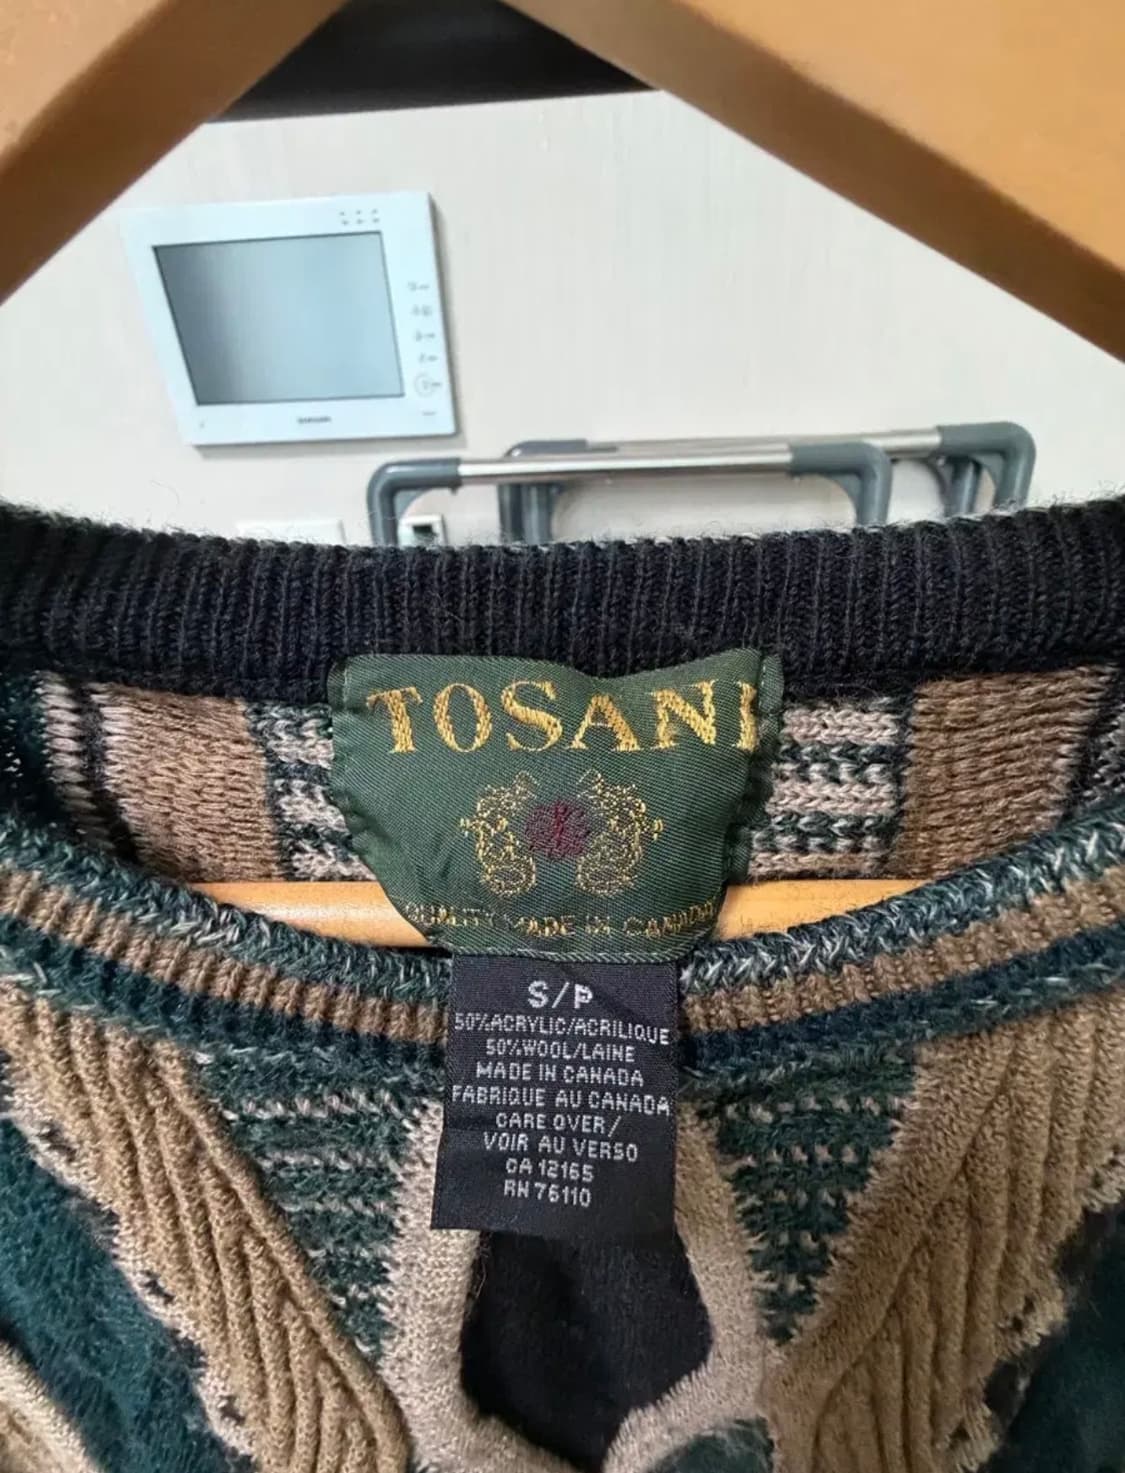 TOSANI
QUALITY MADE IN CANADA
S/P
50%ACRYLIC/ACRILIQUE
50%WOOL/LAINE
MADE IN CANADA
FABRIQUE AU CANADA
CARE OVER/
VOIR AU VERSO
CA 12165
RN 76110